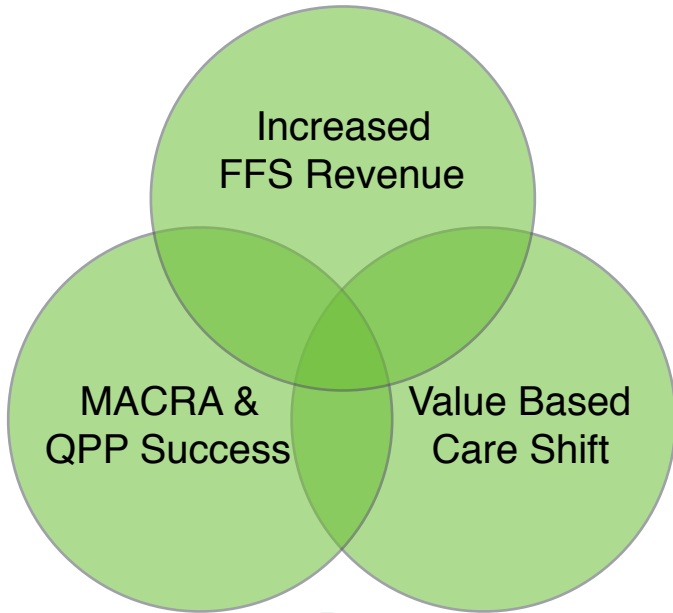 Increased
FFS Revenue
MACRA &
QPP Success
Value Based
Care Shift